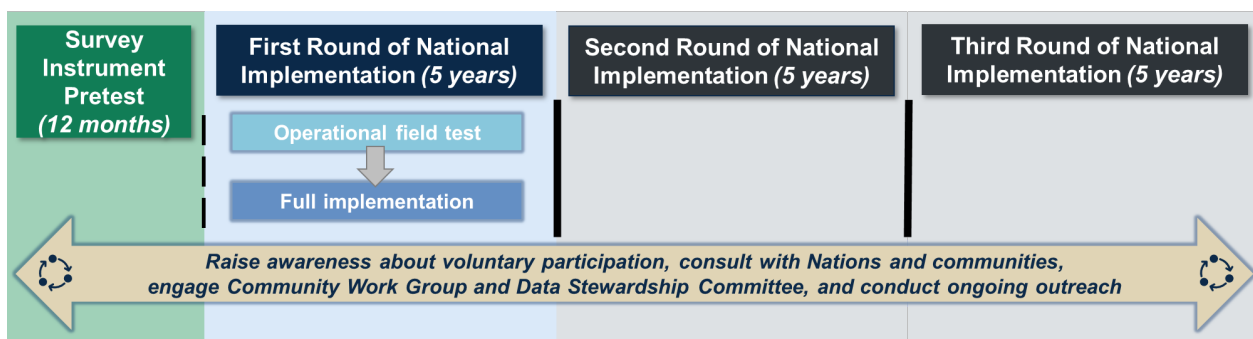 Survey
Instrument
Pretest
(12 months)
First Round of National
Implementation (5 years)
Second Round of National
Implementation (5 years)
Third Round of National
Implementation (5 years)
Operational field test
Full implementation
Raise awareness about voluntary participation, consult with Nations and communities,
engage Community Work Group and Data Stewardship Committee, and conduct ongoing outreach